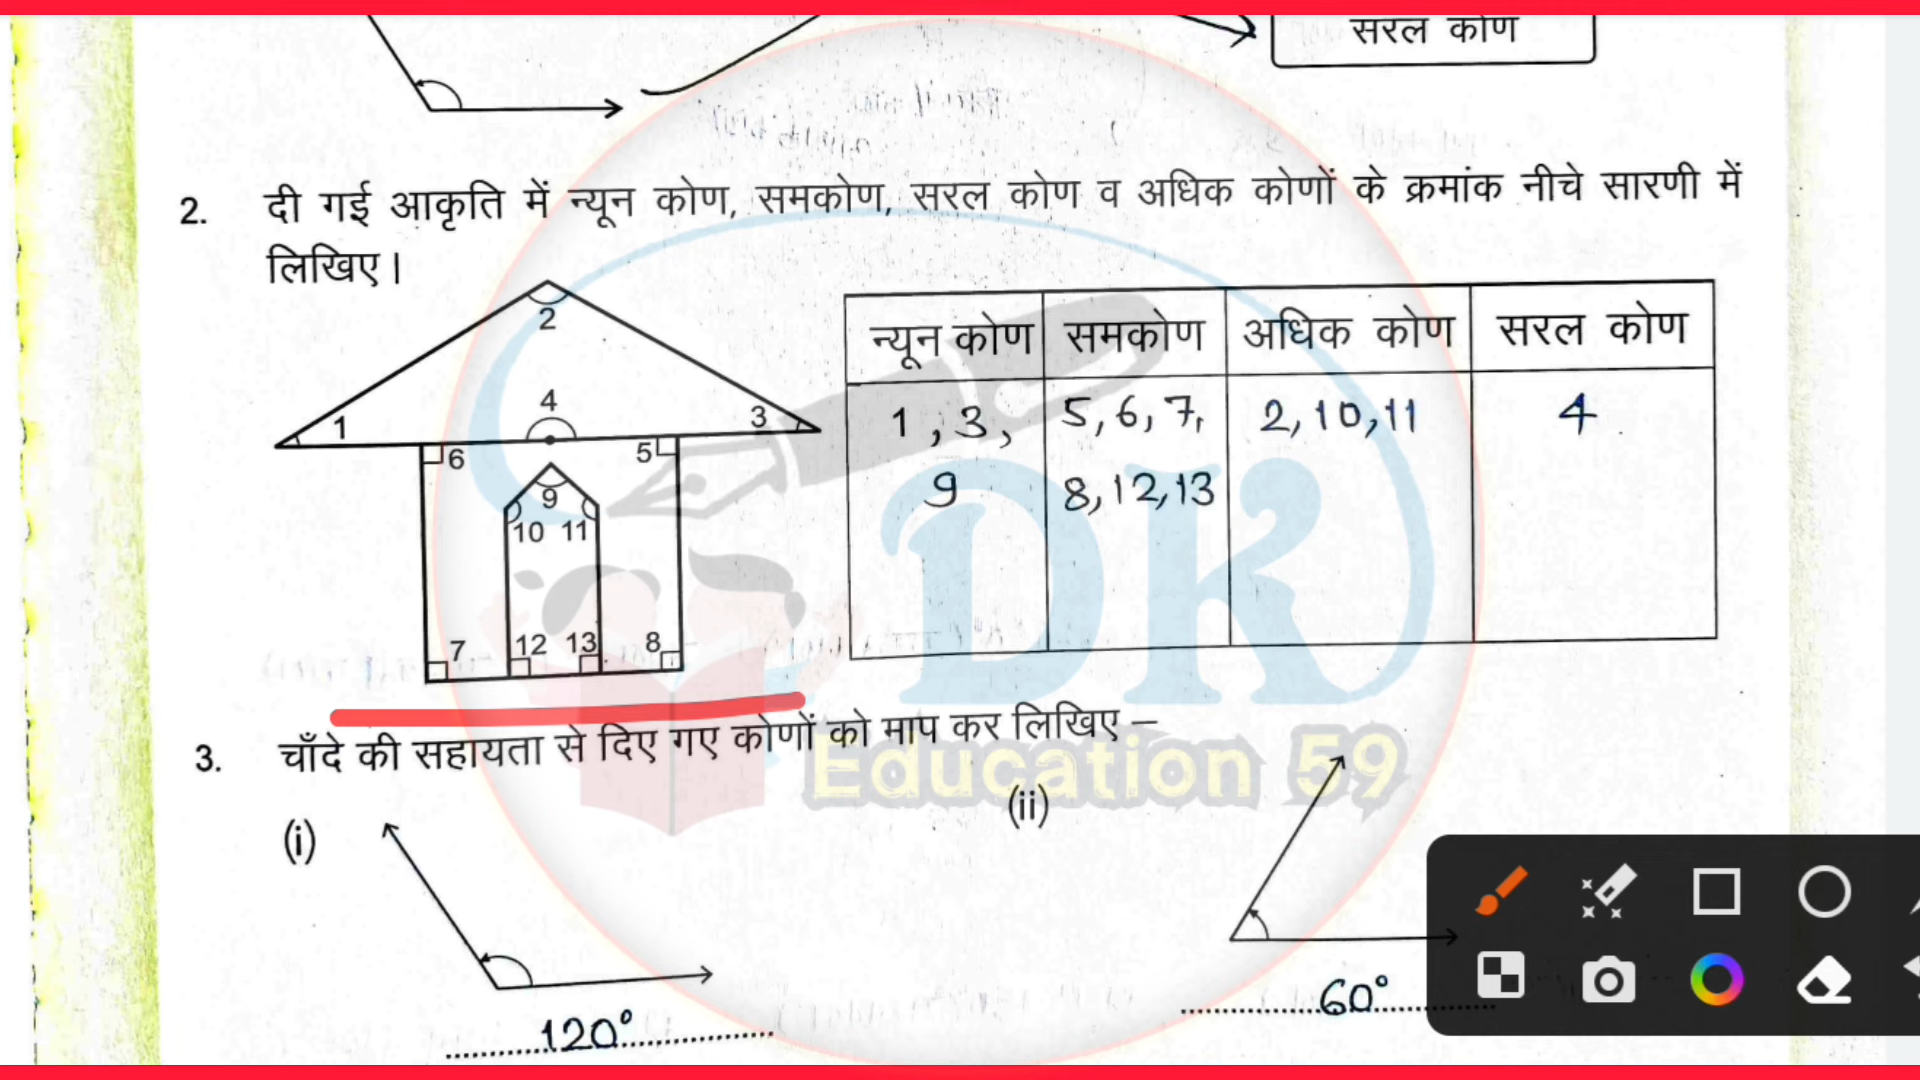 सरल कोण
2. दी गई आकृति में न्यून कोण, समकोण, सरल कोण व अधिक कोणों के क्रमांक नीचे सारणी में
लिखिए।
2
4
1
3
6
5
9
10 11
7
12 13 8
न्यून कोण समकोण अधिक कोण सरल कोण
1, 3, 5, 6, 7, 2, 10, 11 4
9 8, 12, 13
DK
Education 59
3. चाँदे की सहायता से दिए गए कोणों को माप कर लिखिए –
(i) (ii)
120° 60°